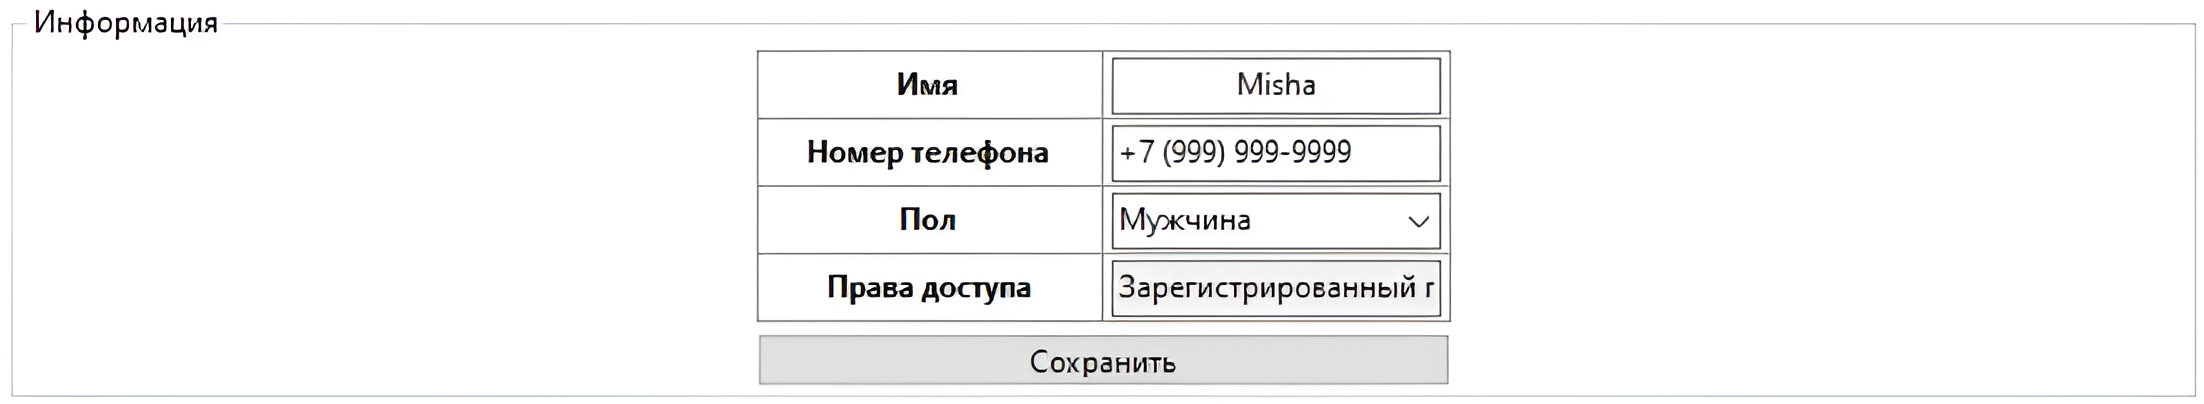 Информация
Имя Misha
Номер телефона +7 (999) 999-9999
Пол Мужчина
Права доступа Зарегистрированный
Сохранить